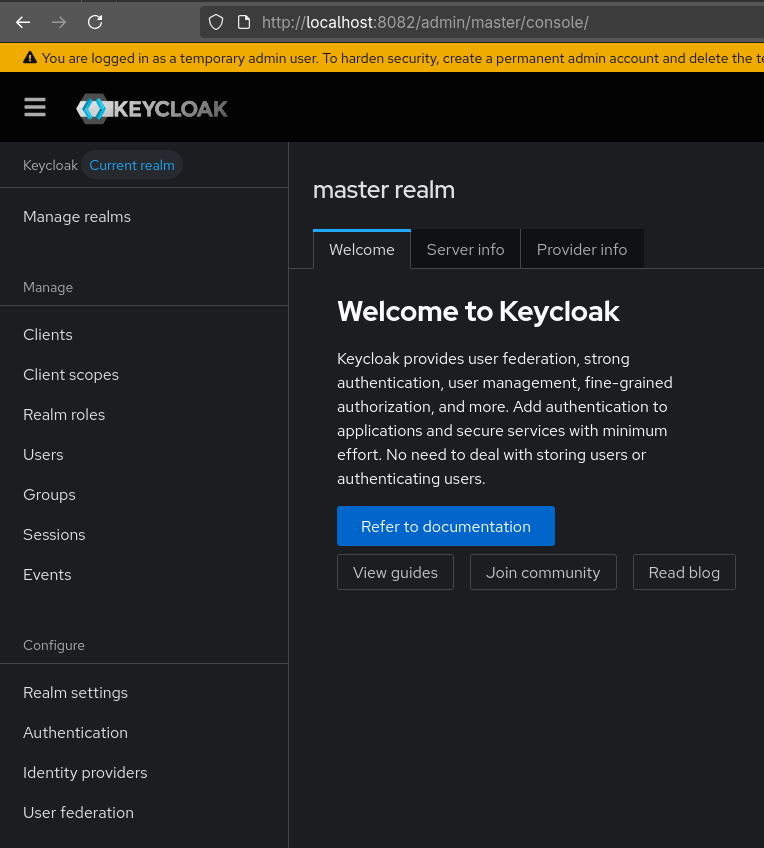 http://localhost:8082/admin/master/console/
You are logged in as a temporary admin user. To harden security, create a permanent admin account and delete the te
KEYCLOAK
Keycloak Current realm
Manage realms
Manage
Clients
Client scopes
Realm roles
Users
Groups
Sessions
Events
Configure
Realm settings
Authentication
Identity providers
User federation
master realm
Welcome Server info Provider info
Welcome to Keycloak
Keycloak provides user federation, strong
authentication, user management, fine-grained
authorization, and more. Add authentication to
applications and secure services with minimum
effort. No need to deal with storing users or
authenticating users.
Refer to documentation
View guides Join community Read blog